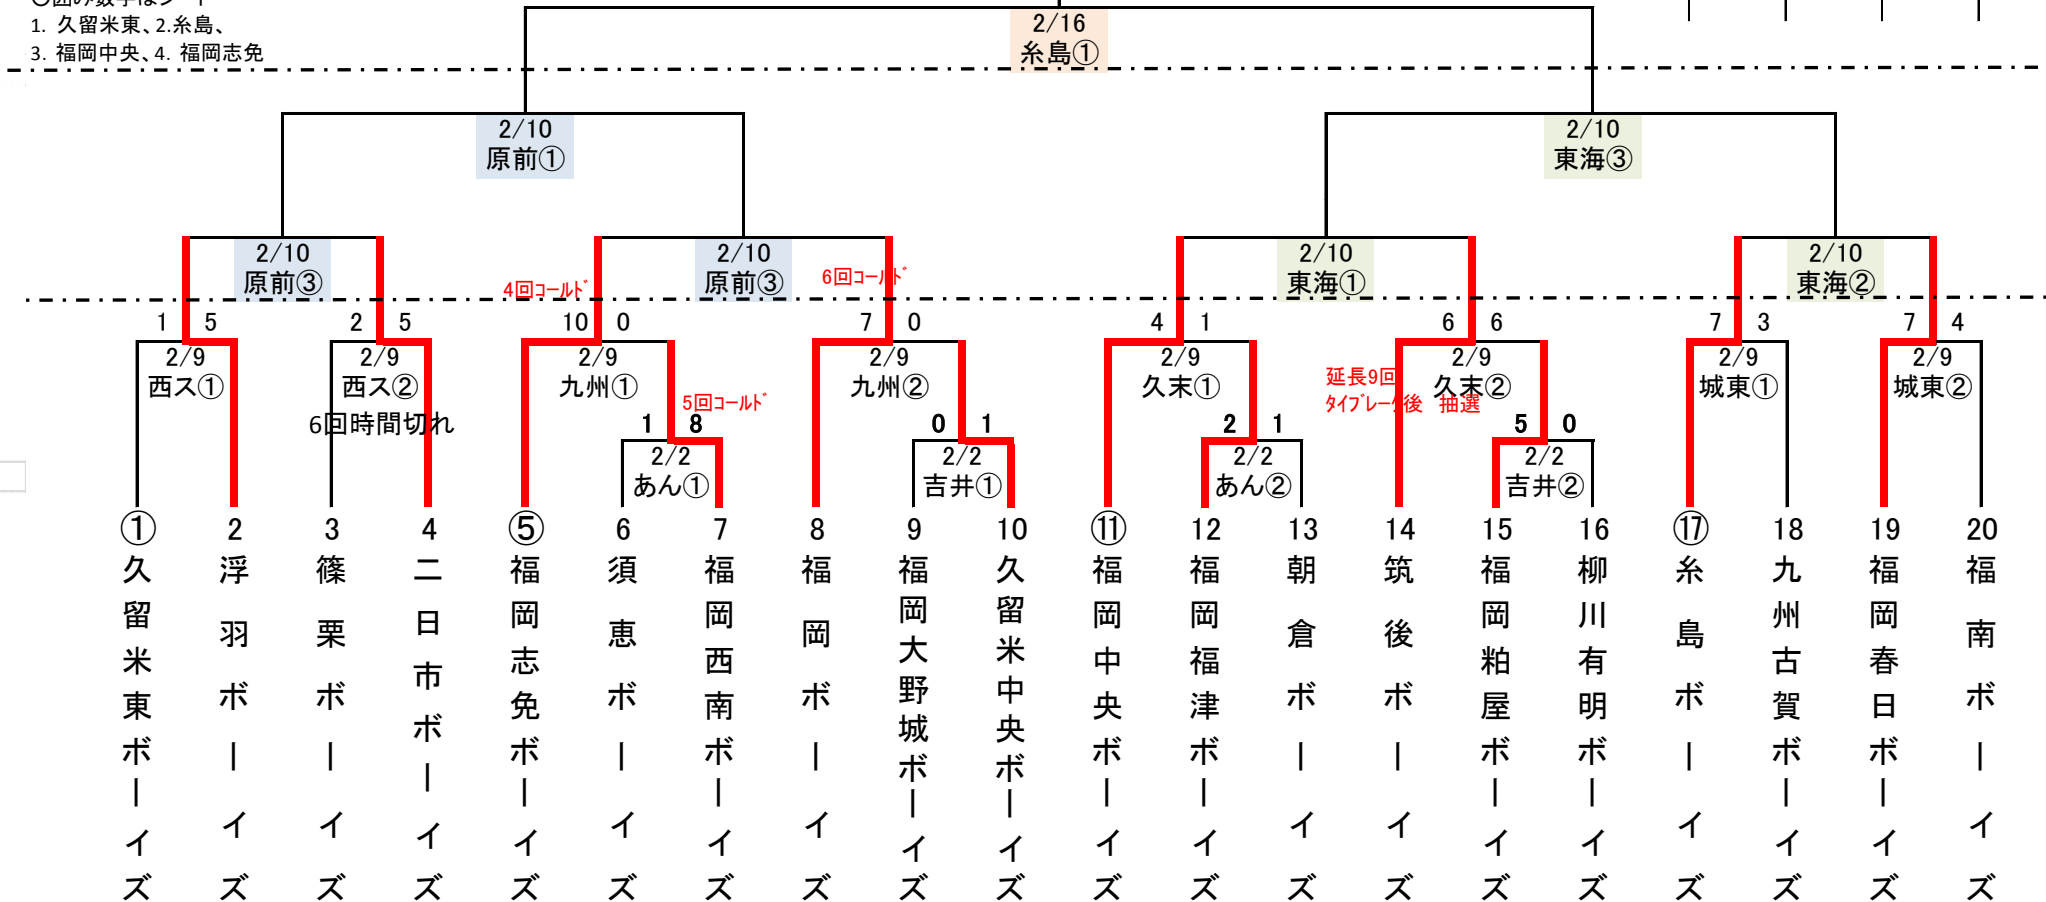 ○囲み数字はシード
1. 久留米東、2.糸島、
3. 福岡中央、4. 福岡志免
2/16
糸島①
2/10
原前①
2/10
東海③
2/10
原前③
2/10
原前③
2/10
東海①
2/10
東海②
4回コールド
6回コールド
1 5
2 5
10 0
7 0
4 1
6 6
7 3
7 4
2/9
西ス①
2/9
西ス②
2/9
九州①
2/9
九州②
2/9
久末①
2/9
久末②
2/9
城東①
2/9
城東②
6回時間切れ
5回コールド
延長9回
タイブレーク後 抽選
1 8
0 1
2 1
5 0
2/2
あん①
2/2
吉井①
2/2
あん②
2/2
吉井②
① 久留米東ボーイズ
2 浮羽ボーイズ
3 篠栗ボーイズ
4 二日市ボーイズ
⑤ 福岡志免ボーイズ
6 須恵ボーイズ
7 福岡西南ボーイズ
8 福岡ボーイズ
9 福岡大野城ボーイズ
10 久留米中央ボーイズ
⑪ 福岡中央ボーイズ
12 福岡福津ボーイズ
13 朝倉ボーイズ
14 筑後ボーイズ
15 福岡粕屋ボーイズ
16 柳川有明ボーイズ
⑰ 糸島ボーイズ
18 九州古賀ボーイズ
19 福岡春日ボーイズ
20 福南ボーイズ